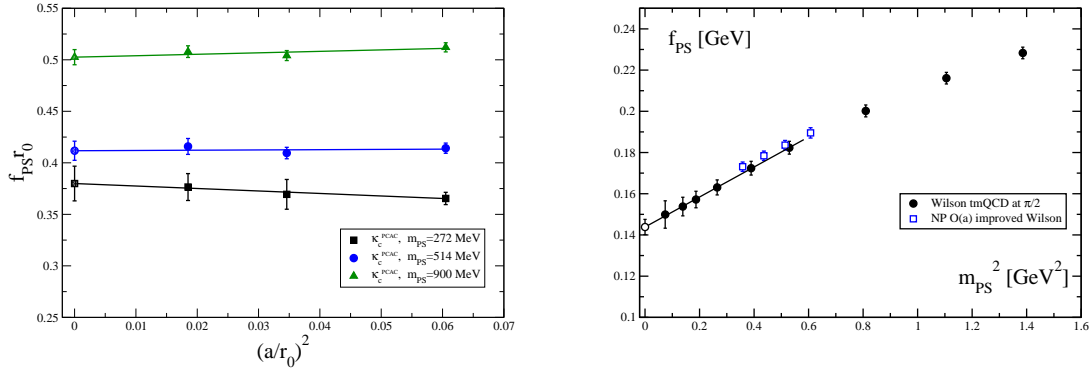 0.55
0.5
0.45
0.4
0.35
0.3
0.25
f_PS r_0
0 0.01 0.02 0.03 0.04 0.05 0.06 0.07
(a/r_0)^2
κ_c^PCAC, m_PS=272 MeV
κ_c^PCAC, m_PS=514 MeV
κ_c^PCAC, m_PS=900 MeV
f_PS [GeV]
0.24
0.22
0.2
0.18
0.16
0.14
0.12
0.1
Wilson tmQCD at π/2
NP O(a) improved Wilson
m_PS^2 [GeV^2]
0 0.2 0.4 0.6 0.8 1 1.2 1.4 1.6